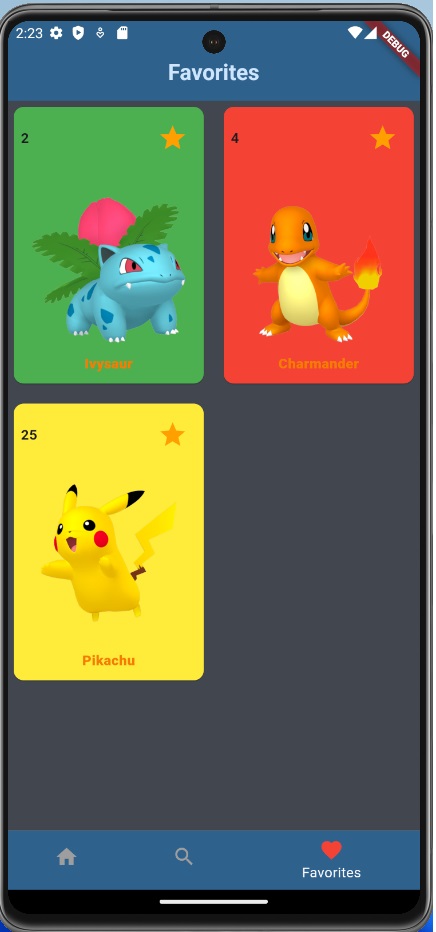 2:23
DEBUG
Favorites
2
4
Ivysaur
Charmander
25
Pikachu
Favorites